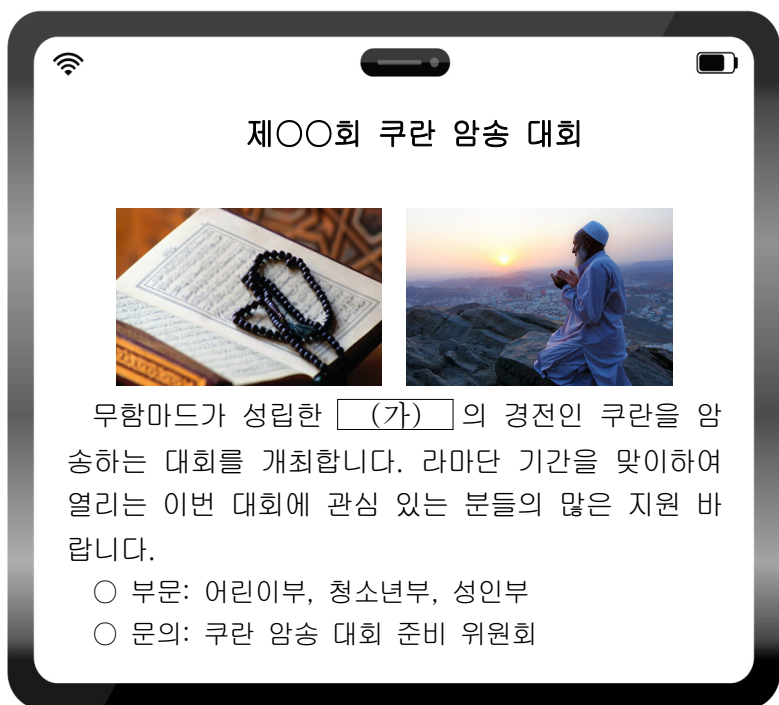 제○○회 쿠란 암송 대회
무함마드가 성립한 (가) 의 경전인 쿠란을 암
송하는 대회를 개최합니다. 라마단 기간을 맞이하여
열리는 이번 대회에 관심 있는 분들의 많은 지원 바
랍니다.
○ 부문: 어린이부, 청소년부, 성인부
○ 문의: 쿠란 암송 대회 준비 위원회